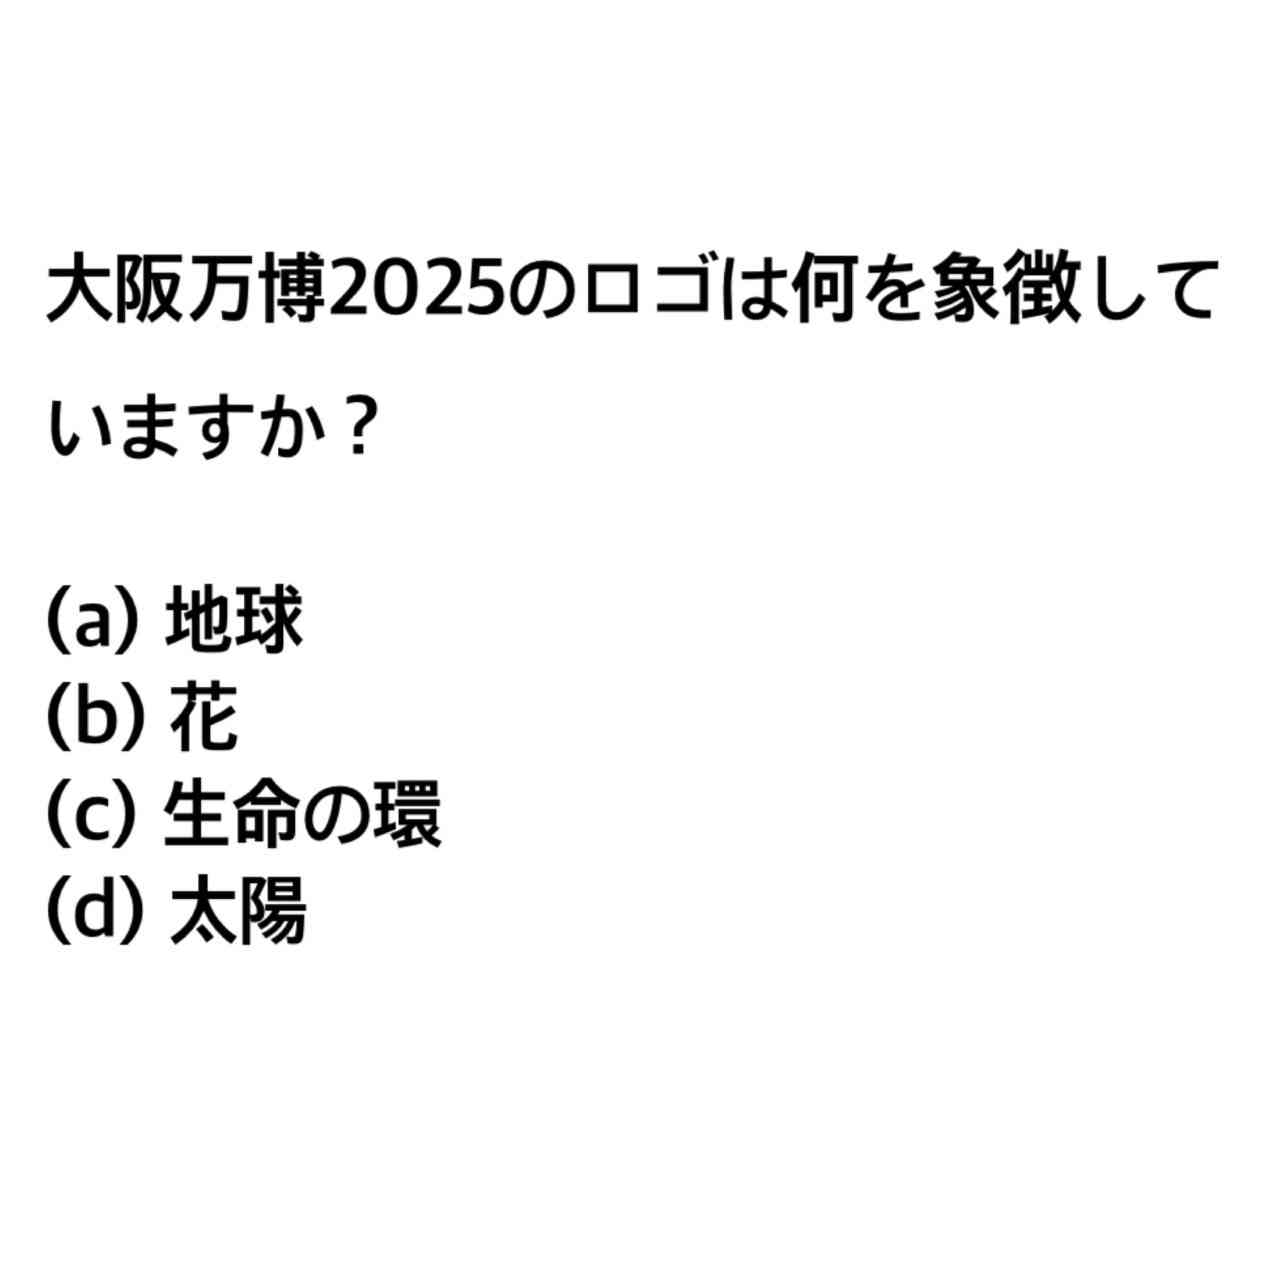 大阪万博2025のロゴは何を象徴して
いますか？
(a) 地球
(b) 花
(c) 生命の環
(d) 太陽